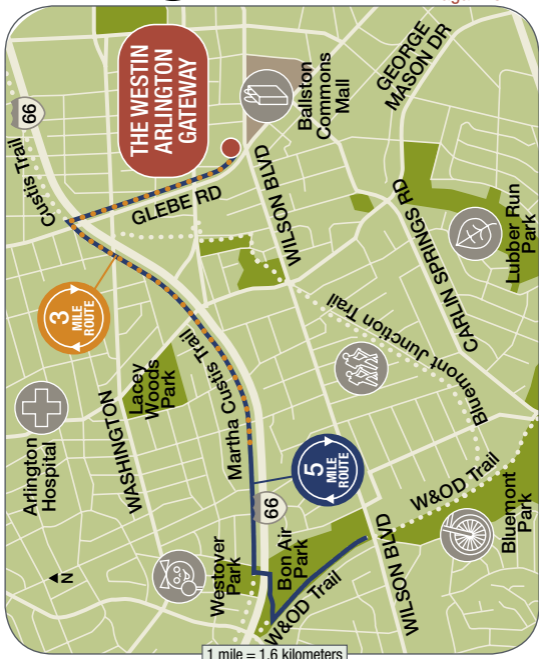 THE WESTIN
ARLINGTON
GATEWAY
Ballston
Commons
Mall
GEORGE
MASON DR
66
Custis Trail
GLEBE RD
WILSON BLVD
CARLIN SPRINGS RD
Lubber Run
Park
3
MILE
ROUTE
Martha Custis Trail
Lacey
Woods
Park
Bluemont Junction Trail
Arlington
Hospital
WASHINGTON
5
MILE
ROUTE
66
W&OD Trail
Bluemont
Park
N
Westover
Park
Bon Air
Park
W&OD Trail
WILSON BLVD
1 mile = 1.6 kilometers